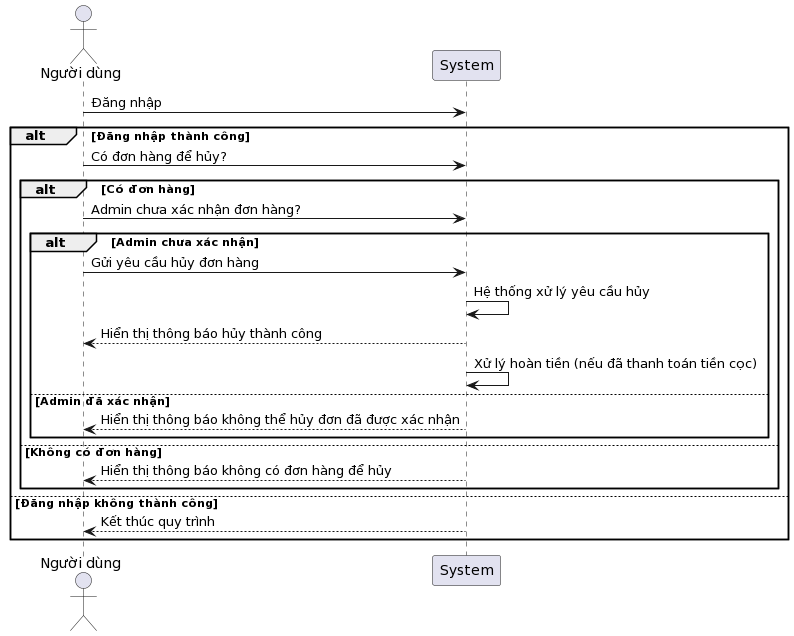 Người dùng
System
Đăng nhập
alt [Đăng nhập thành công]
Có đơn hàng để hủy?
alt [Có đơn hàng]
Admin chưa xác nhận đơn hàng?
alt [Admin chưa xác nhận]
Gửi yêu cầu hủy đơn hàng
Hệ thống xử lý yêu cầu hủy
Hiển thị thông báo hủy thành công
Xử lý hoàn tiền (nếu đã thanh toán tiền cọc)
[Admin đã xác nhận]
Hiển thị thông báo không thể hủy đơn đã được xác nhận
[Không có đơn hàng]
Hiển thị thông báo không có đơn hàng để hủy
[Đăng nhập không thành công]
Kết thúc quy trình
Người dùng
System